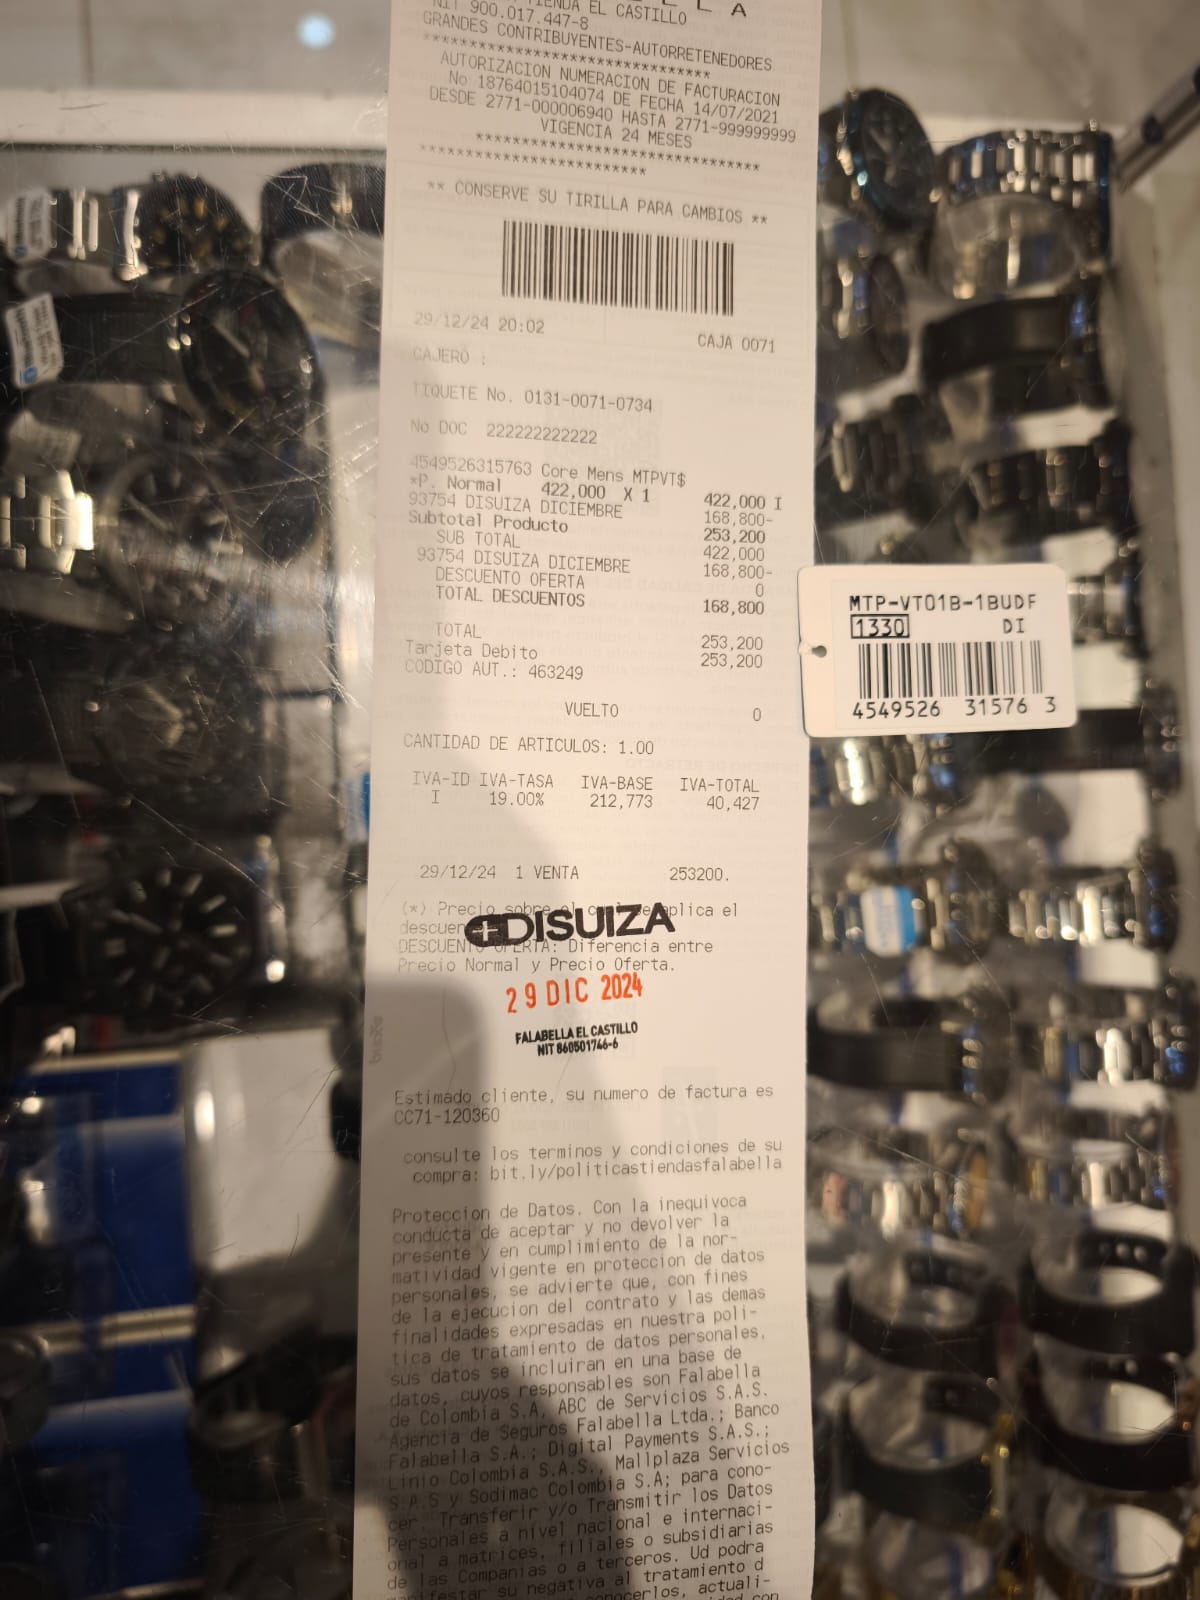 TIENDA EL CASTILLO
NIT 900.017.447-8
GRANDES CONTRIBUYENTES-AUTORRETENEDORES
*********************************
AUTORIZACION NUMERACION DE FACTURACION
No 18764015104074 DE FECHA 14/07/2021
DESDE 2771-000006940 HASTA 2771-999999999
VIGENCIA 24 MESES
*********************************
**************************
** CONSERVE SU TIRILLA PARA CAMBIOS **
29/12/24 20:02
CAJA 0071
CAJERO :
TIQUETE No. 0131-0071-0734
No DOC 222222222222
4549526315763 Core Mens MTPVT$
*P. Normal 422,000 X 1 422,000 I
93754 DISUIZA DICIEMBRE 168,800-
Subtotal Producto 253,200
SUB TOTAL 422,000
93754 DISUIZA DICIEMBRE 168,800-
DESCUENTO OFERTA 0
TOTAL DESCUENTOS 168,800
TOTAL 253,200
Tarjeta Debito 253,200
CODIGO AUT.: 463249
VUELTO 0
CANTIDAD DE ARTICULOS: 1.00
IVA-ID IVA-TASA IVA-BASE IVA-TOTAL
I 19.00% 212,773 40,427
29/12/24 1 VENTA 253200.
(*) Precio sobre el aplica el
DISUIZA
DESCUENTO OFERTA: Diferencia entre
Precio Normal y Precio Oferta.
29 DIC 2024
FALABELLA EL CASTILLO
NIT 860501746-6
Estimado cliente, su numero de factura es
CC71-120360
consulte los terminos y condiciones de su
compra: bit.ly/politicastiendasfalabella
Proteccion de Datos. Con la inequivoca
conducta de aceptar y no devolver la
presente y en cumplimiento de la nor-
matividad vigente en proteccion de datos
personales, se advierte que, con fines
de la ejecucion del contrato y las demas
finalidades expresadas en nuestra poli-
tica de tratamiento de datos personales,
sus datos se incluiran en una base de
datos, cuyos responsables son Falabella
de Colombia S.A, ABC de Servicios S.A.S.
Agencia de Seguros Falabella Ltda.; Banco
Falabella S.A.; Digital Payments S.A.S.;
Linio Colombia S.A.S., Mallplaza Servicios
S.A.S y Sodimac Colombia S.A; para cono-
cer, Transferir y/o Transmitir los Datos
Personales a nivel nacional e internaci-
onal a matrices, filiales o subsidiarias
de las Companias o a terceros. Ud podra
su negativa al tratamiento d
MTP-VT01B-1BUDF
1330 DI
4549526 31576 3